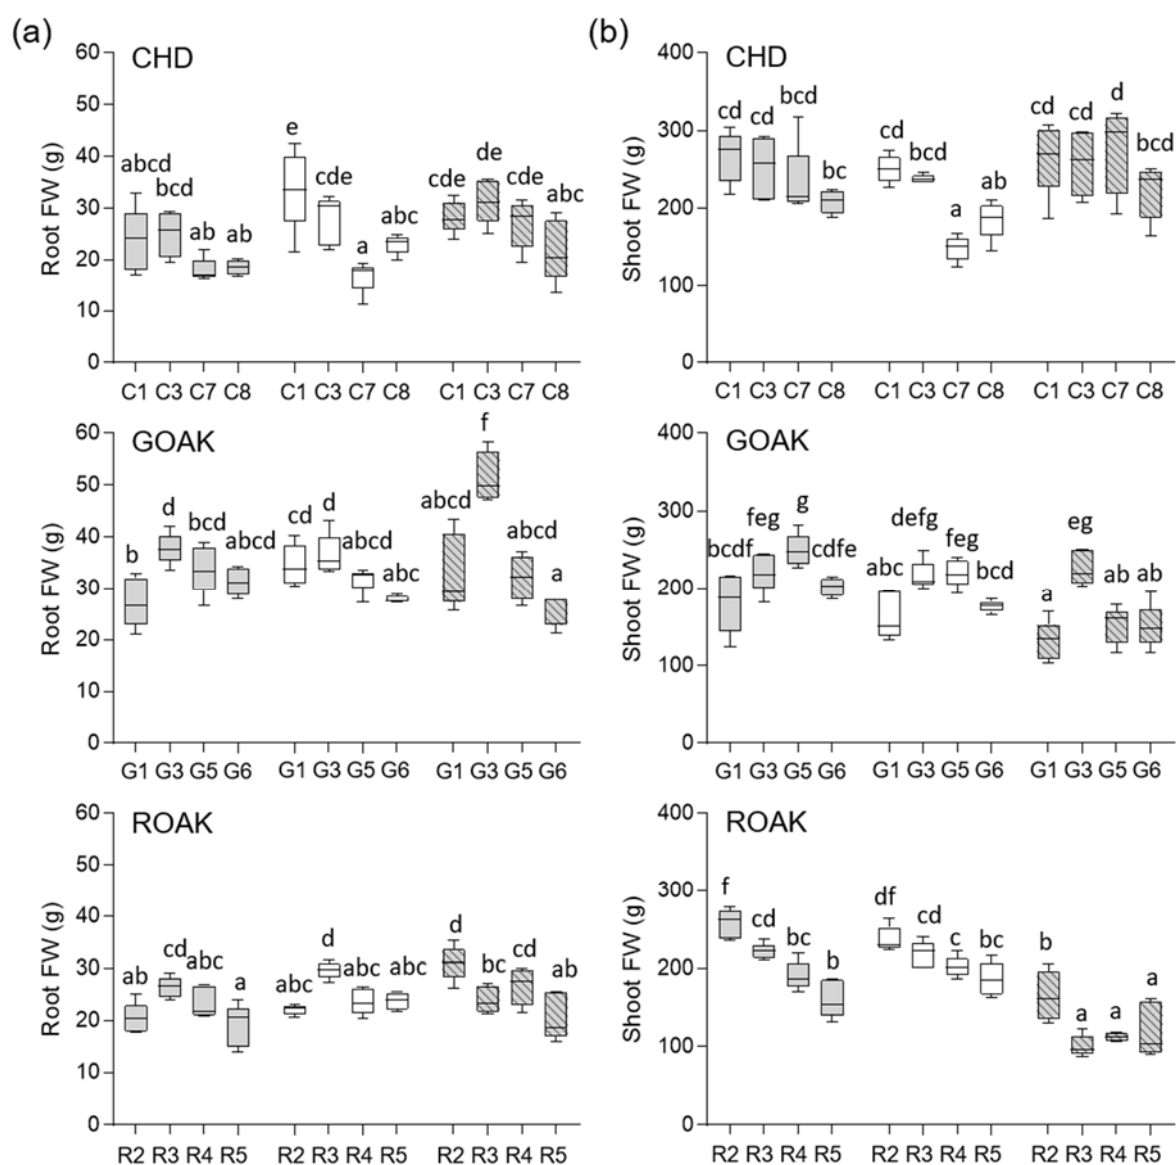 (a)
CHD
Root FW (g)
60
50
40
30
20
10
0
abcd bcd ab ab e cde a abc cde de cde abc
C1 C3 C7 C8 C1 C3 C7 C8 C1 C3 C7 C8
(b)
CHD
Shoot FW (g)
400
300
200
100
0
cd cd bcd bc cd bcd a ab cd cd d bcd
C1 C3 C7 C8 C1 C3 C7 C8 C1 C3 C7 C8
GOAK
Root FW (g)
60
50
40
30
20
10
0
b d bcd abcd cd d abcd abc abcd f abcd a
G1 G3 G5 G6 G1 G3 G5 G6 G1 G3 G5 G6
GOAK
Shoot FW (g)
400
300
200
100
0
bcdf feg g cdfe abc defg feg bcd a eg ab ab
G1 G3 G5 G6 G1 G3 G5 G6 G1 G3 G5 G6
ROAK
Root FW (g)
60
50
40
30
20
10
0
ab cd abc a abc d abc abc d bc cd ab
R2 R3 R4 R5 R2 R3 R4 R5 R2 R3 R4 R5
ROAK
Shoot FW (g)
400
300
200
100
0
f cd bc b df cd c bc b a a a
R2 R3 R4 R5 R2 R3 R4 R5 R2 R3 R4 R5